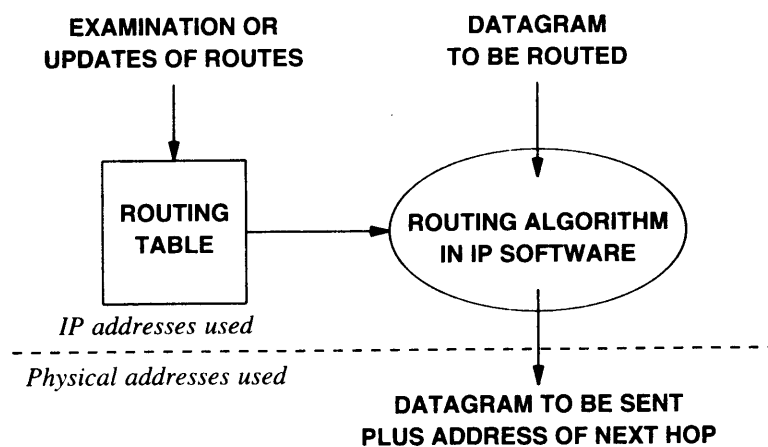 EXAMINATION OR
UPDATES OF ROUTES
DATAGRAM
TO BE ROUTED
ROUTING
TABLE
ROUTING ALGORITHM
IN IP SOFTWARE
IP addresses used
Physical addresses used
DATAGRAM TO BE SENT
PLUS ADDRESS OF NEXT HOP